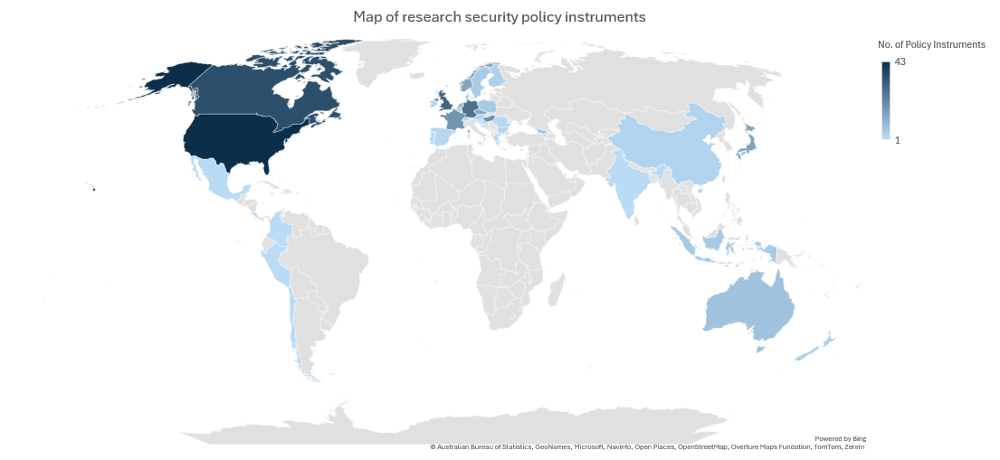 Map of research security policy instruments
No. of Policy Instruments
43
1
Powered by Bing
© Australian Bureau of Statistics, GeoNames, Microsoft, Navinfo, Open Places, OpenStreetMap, Overture Maps Fundation, TomTom, Zenrin